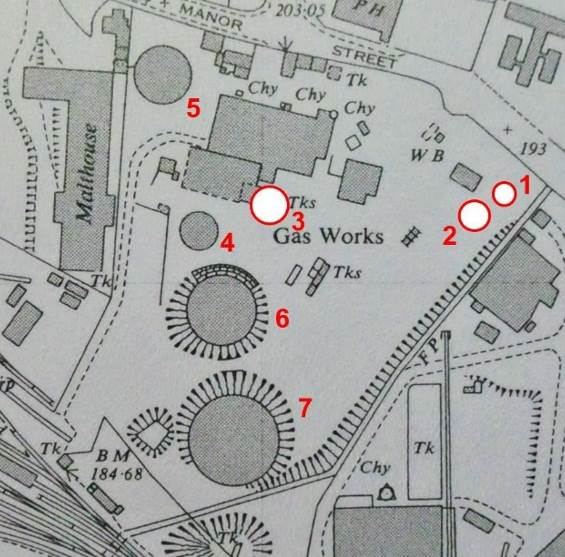 203·05
P H
MANOR
STREET
Tk
Chy
Chy
Chy
5
W B
193
Malthouse
1
Tks
3
2
4
Gas Works
Tks
Tk
6
F P
7
Tk
B M
184·68
Tk
Chy
Tk